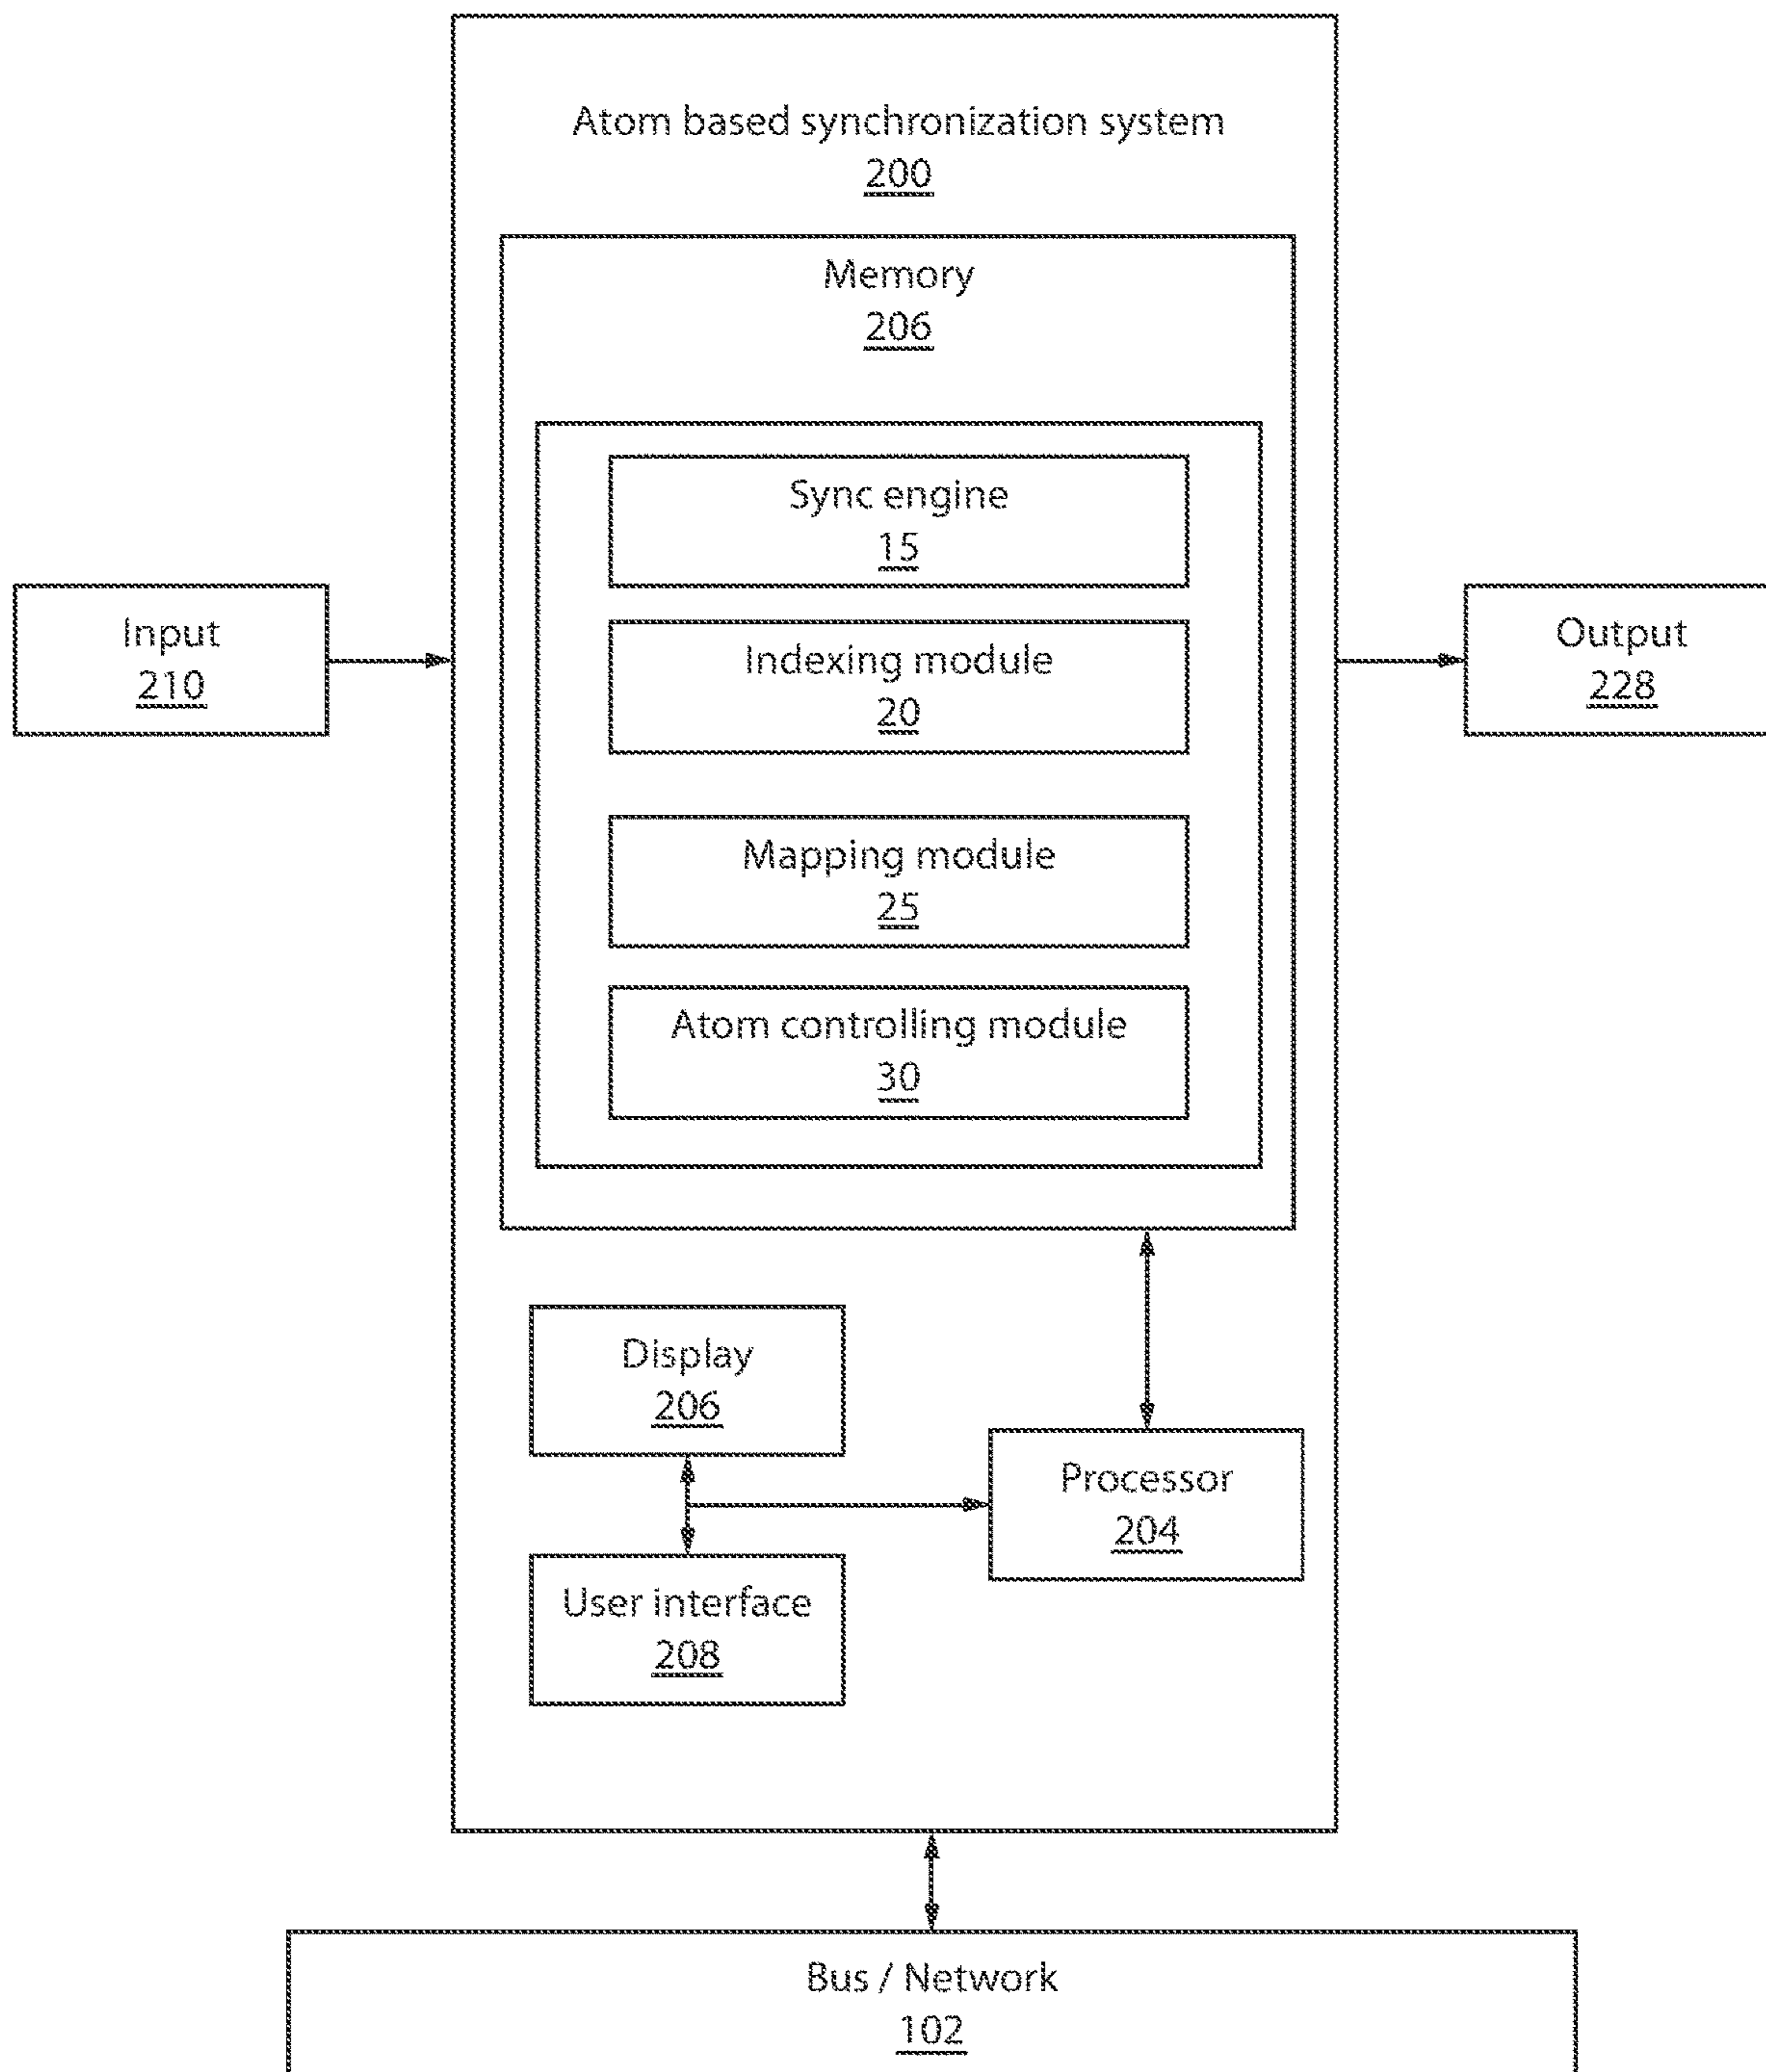 Atom based synchronization system
200
Memory
206
Sync engine
15
Indexing module
20
Input
210
Output
228
Mapping module
25
Atom controlling module
30
Display
206
Processor
204
User interface
208
Bus / Network
102